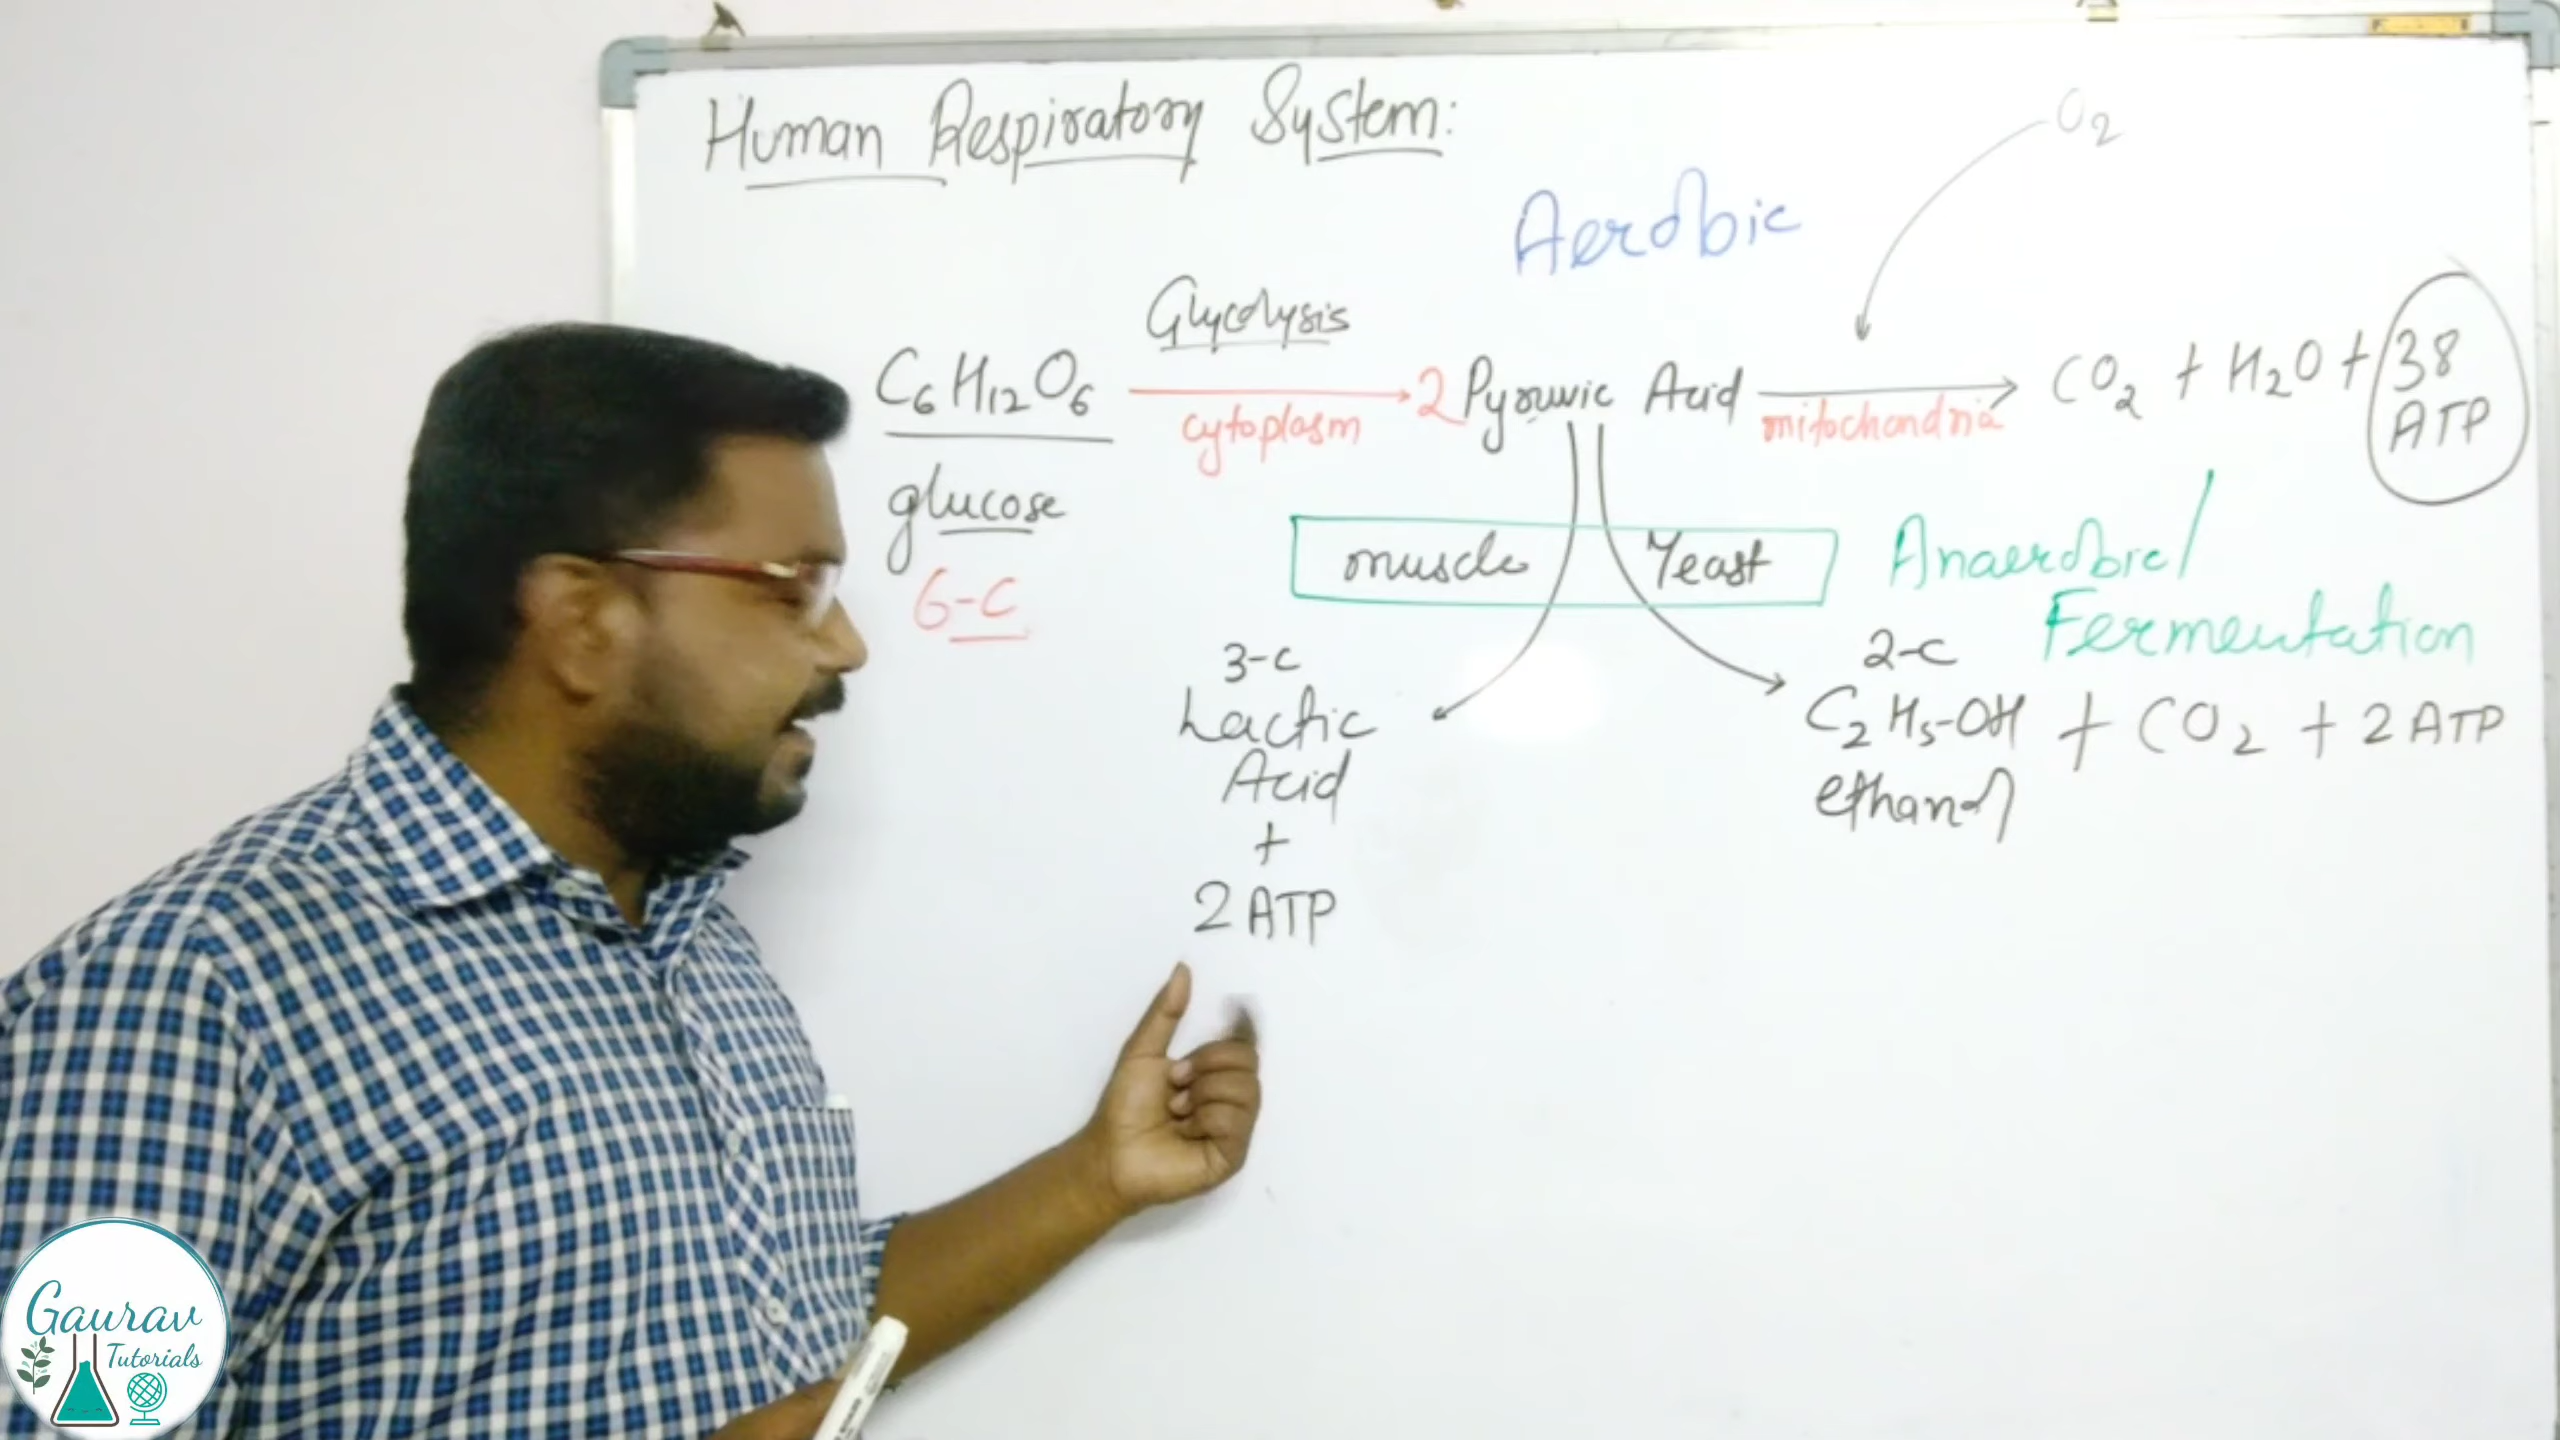 Human Respiratory System:
O2
Aerobic
Glycolysis
C6H12O6
cytoplasm
2 Pyruvic Acid
mitochondria
CO2 + H2O + 38 ATP
glucose
6-C
muscle
Yeast
Anaerobic/
Fermentation
3-c
Lactic
Acid
+
2 ATP
2-c
C2H5-OH + CO2 + 2 ATP
ethanol
Gaurav
Tutorials